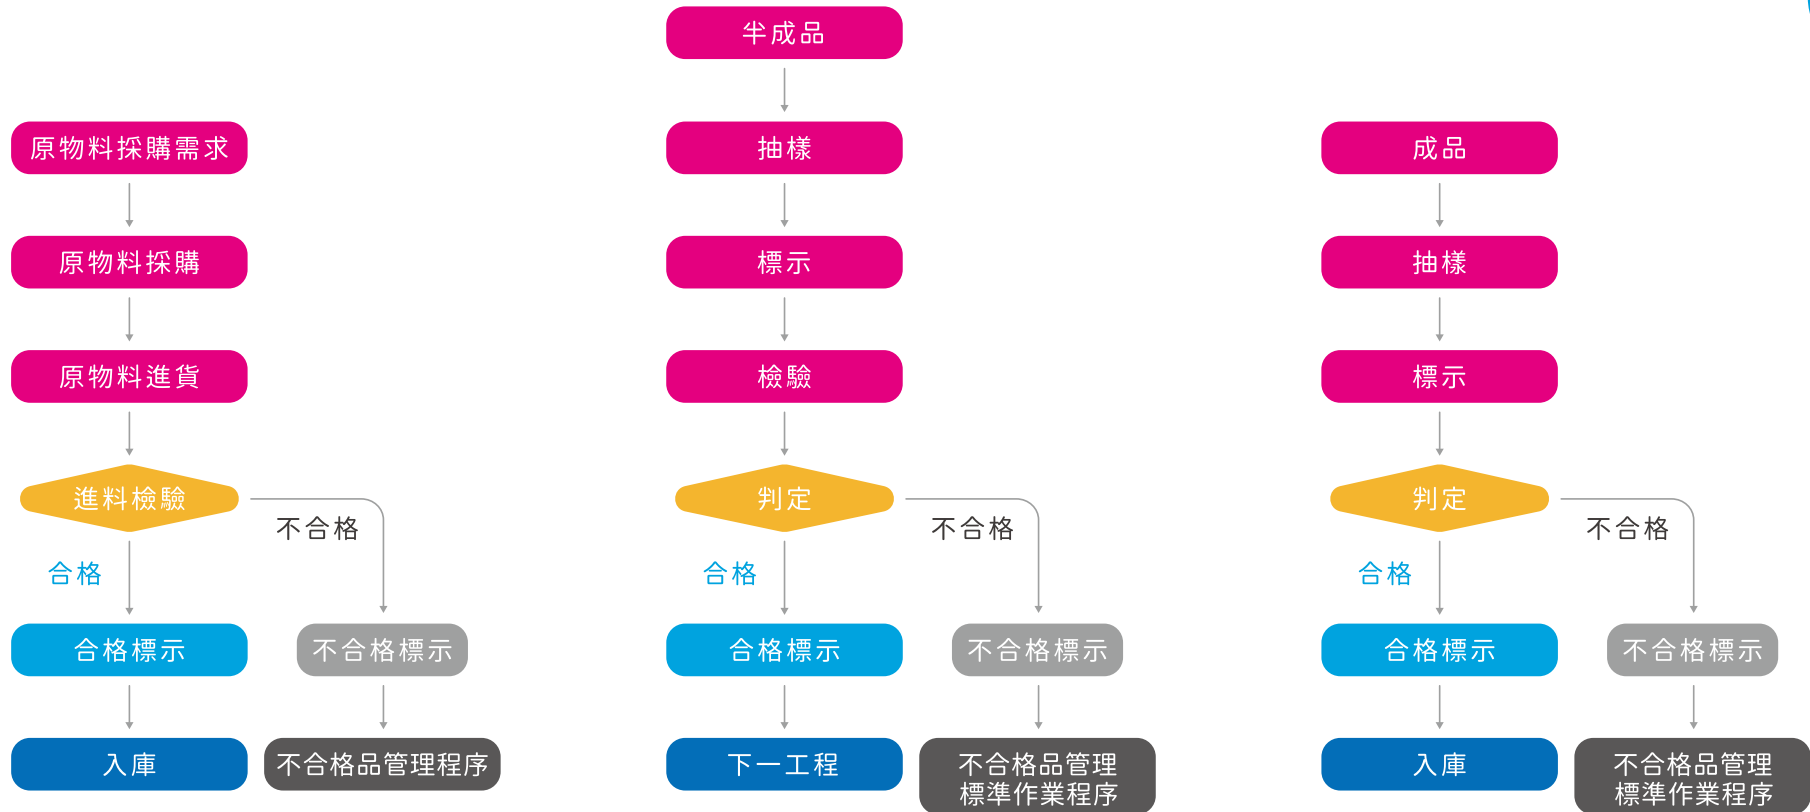 原物料採購需求
原物料採購
原物料進貨
進料檢驗
不合格
合格
合格標示
不合格標示
入庫
不合格品管理程序
半成品
抽樣
標示
檢驗
判定
不合格
合格
合格標示
不合格標示
下一工程
不合格品管理
標準作業程序
成品
抽樣
標示
判定
不合格
合格
合格標示
不合格標示
入庫
不合格品管理
標準作業程序